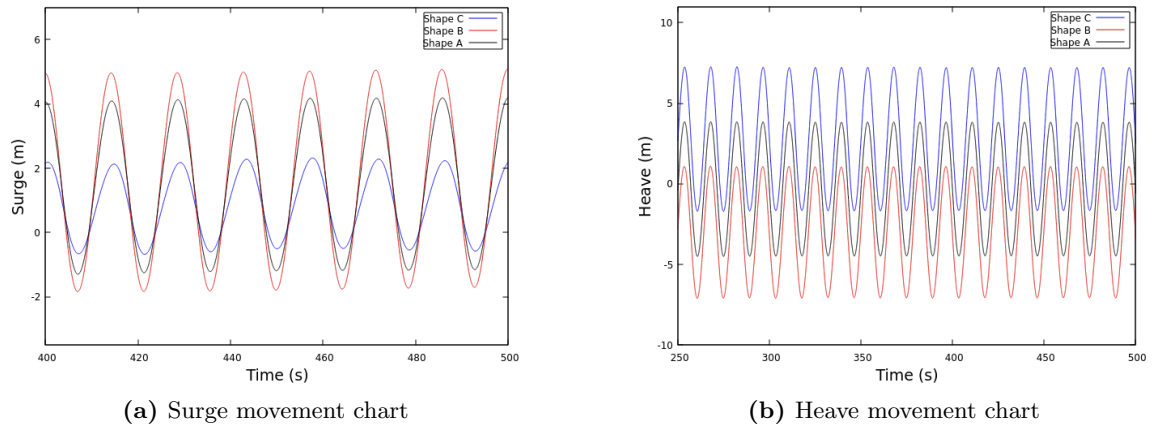 Shape C
Shape B
Shape A
6
4
2
0
-2
Surge (m)
400
420
440
460
480
500
Time (s)
(a) Surge movement chart
Shape C
Shape B
Shape A
10
5
0
-5
-10
Heave (m)
250
300
350
400
450
500
Time (s)
(b) Heave movement chart